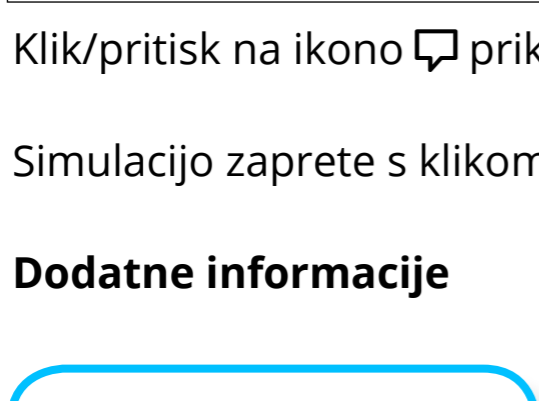 Klik/pritisk na ikono prik
Simulacijo zaprete s klikom
Dodatne informacije